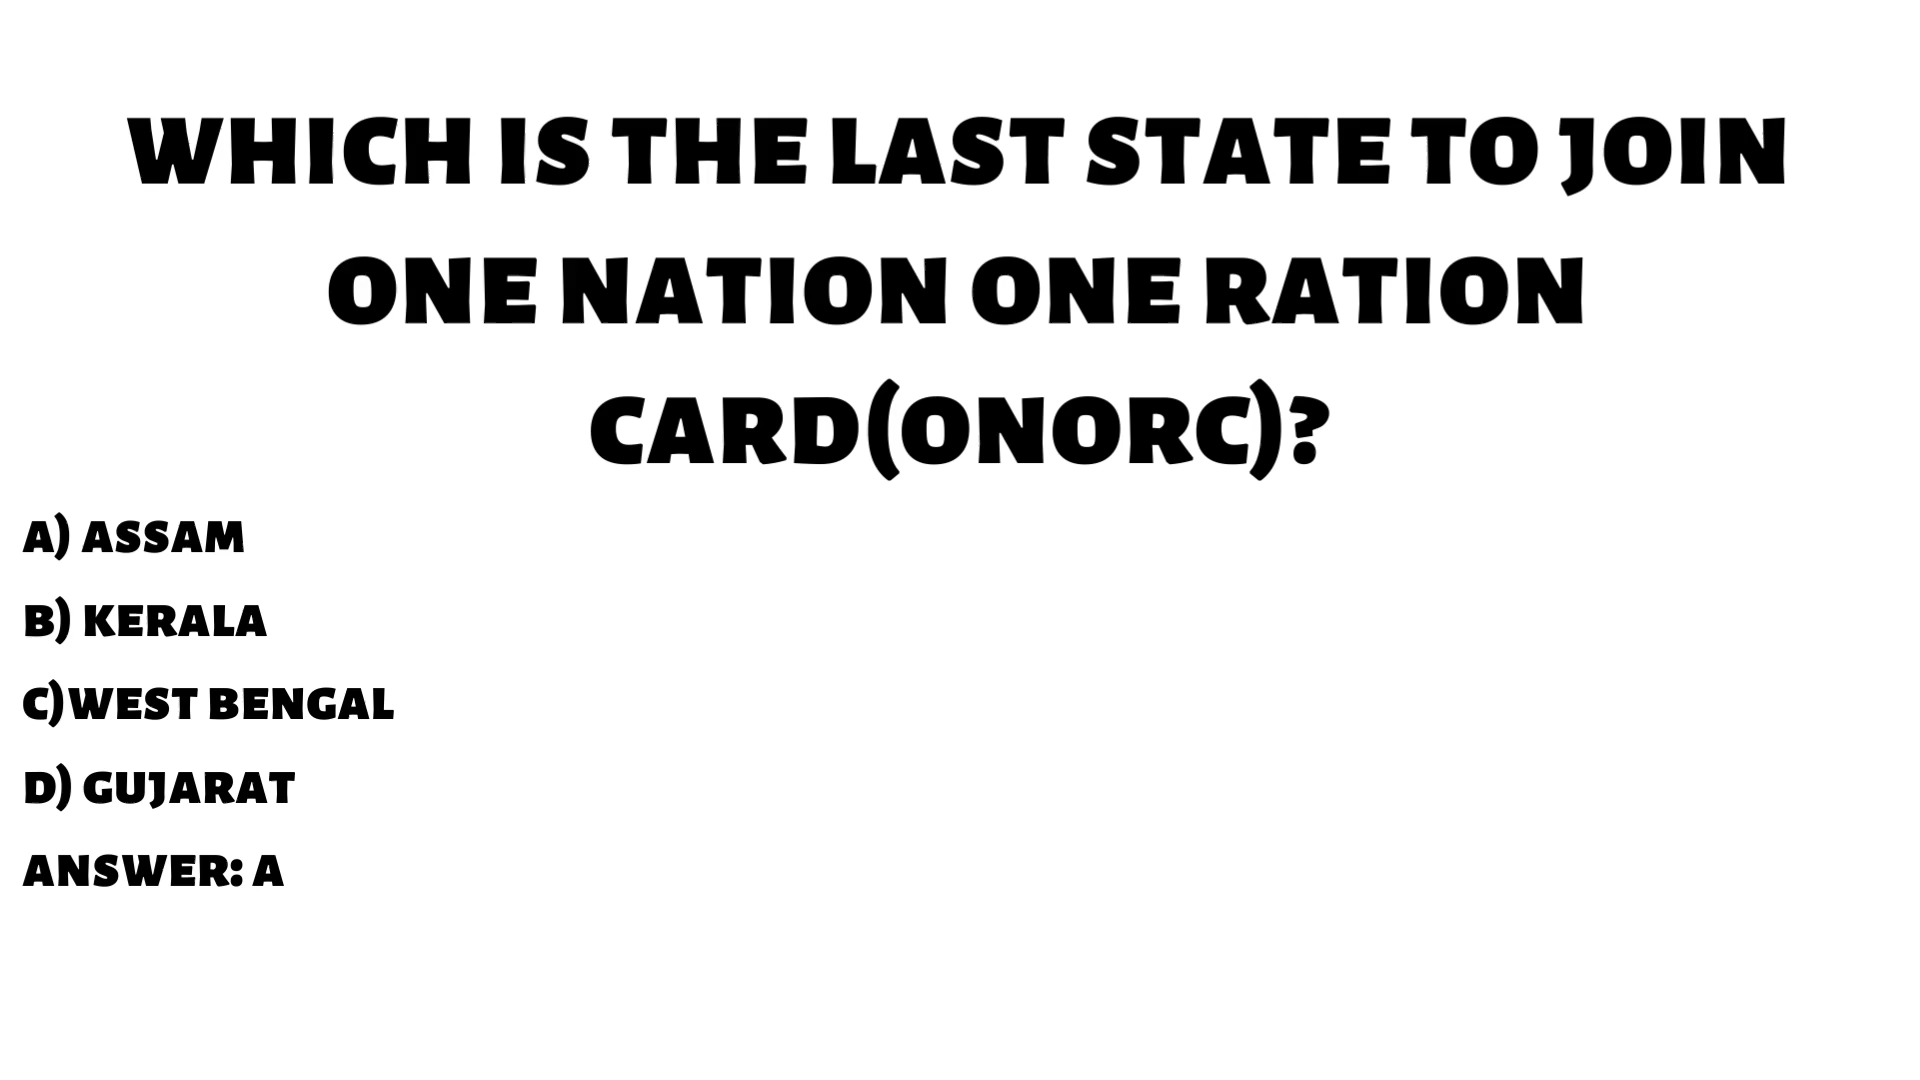 WHICH IS THE LAST STATE TO JOIN
ONE NATION ONE RATION
CARD(ONORC)?
A) ASSAM
B) KERALA
C)WEST BENGAL
D) GUJARAT
ANSWER: A